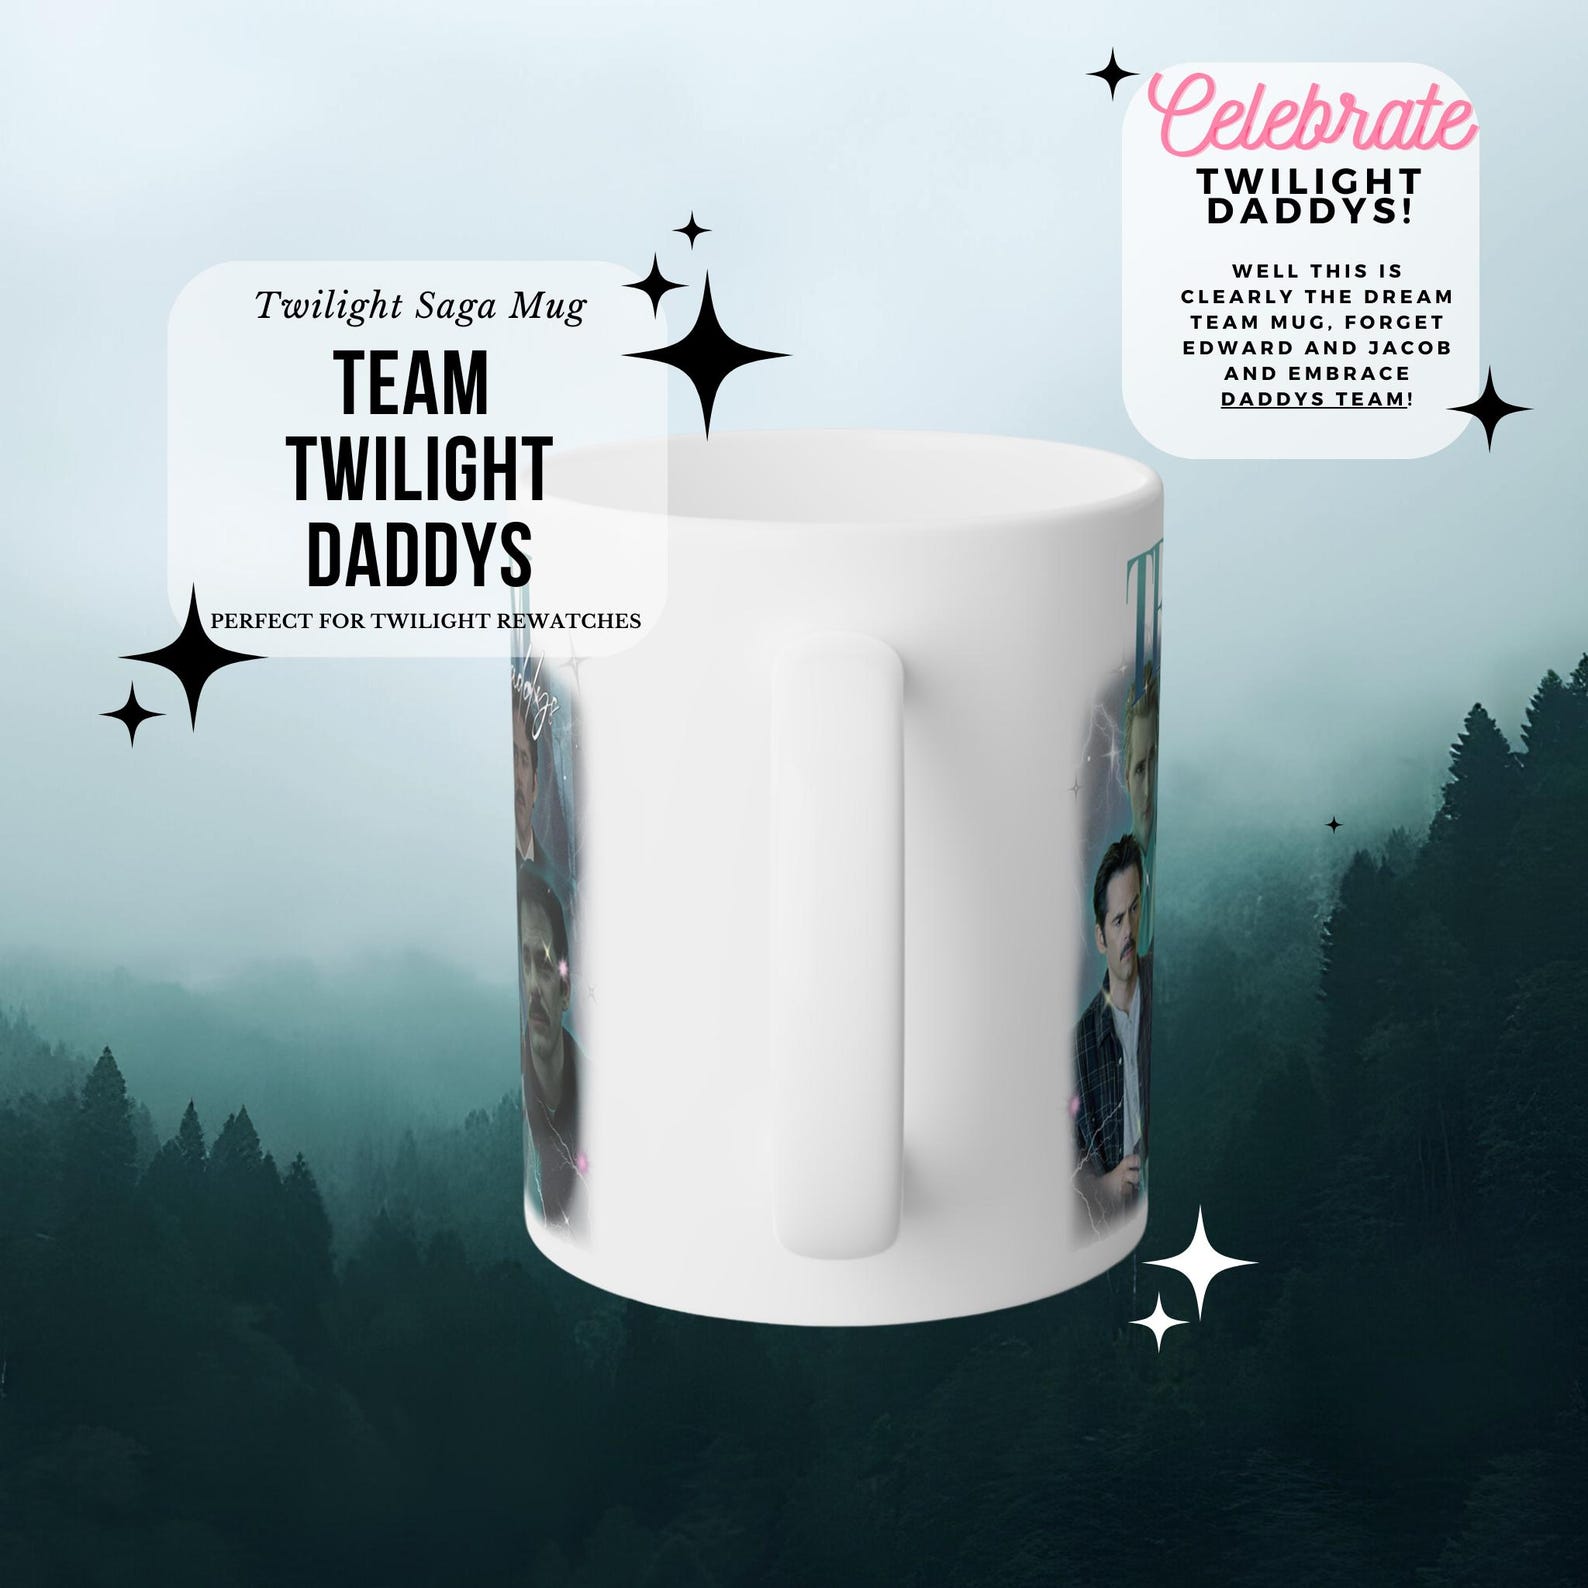 Celebrate
TWILIGHT
DADDYS!
WELL THIS IS
CLEARLY THE DREAM
TEAM MUG, FORGET
EDWARD AND JACOB
AND EMBRACE
DADDYS TEAM!
Twilight Saga Mug
TEAM
TWILIGHT
DADDYS
PERFECT FOR TWILIGHT REWATCHES